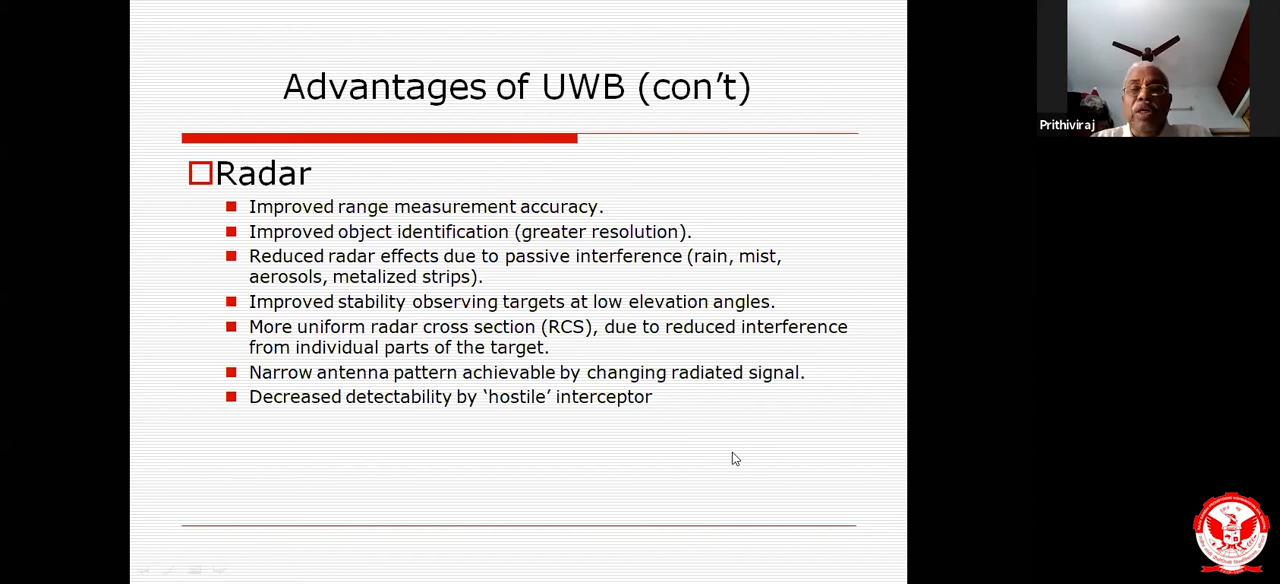 Advantages of UWB (con’t)
Radar
Improved range measurement accuracy.
Improved object identification (greater resolution).
Reduced radar effects due to passive interference (rain, mist,
aerosols, metalized strips).
Improved stability observing targets at low elevation angles.
More uniform radar cross section (RCS), due to reduced interference
from individual parts of the target.
Narrow antenna pattern achievable by changing radiated signal.
Decreased detectability by ‘hostile’ interceptor
Prithiviraj